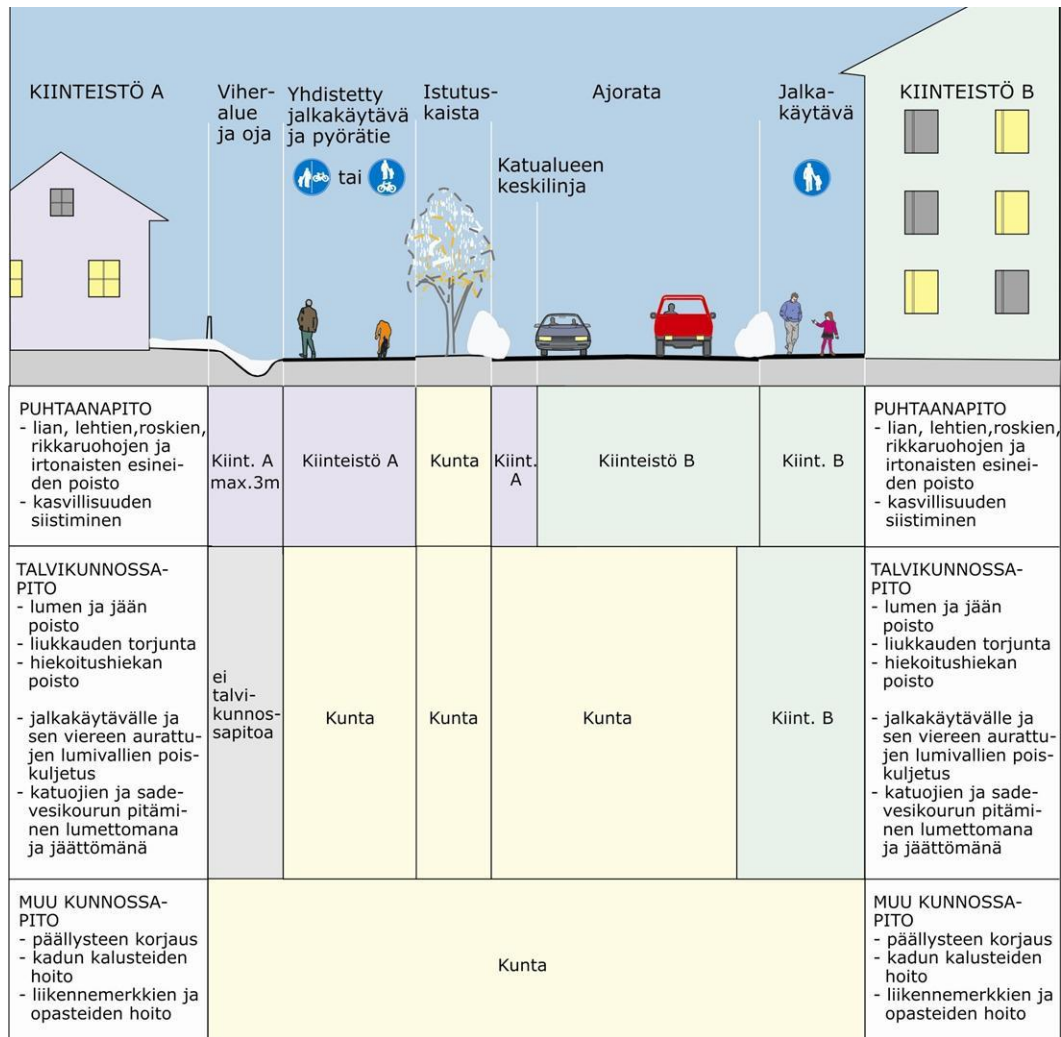 KIINTEISTÖ A
Viher-
alue
ja oja
Yhdistetty
jalkakäytävä
ja pyörätie
tai
Istutus-
kaista
Ajorata
Katualueen
keskilinja
Jalka-
käytävä
KIINTEISTÖ B
PUHTAANAPITO
- lian, lehtien,roskien,
rikkaruohojen ja
irtonaisten esinei-
den poisto
- kasvillisuuden
siistiminen
Kiint. A
max.3m
Kiinteistö A
Kunta
Kiint.
A
Kiinteistö B
Kiint. B
PUHTAANAPITO
- lian, lehtien,roskien,
rikkaruohojen ja
irtonaisten esinei-
den poisto
- kasvillisuuden
siistiminen
TALVIKUNNOSSA-
PITO
- lumen ja jään
poisto
- liukkauden torjunta
- hiekoitushiekan
poisto
- jalkakäytävälle ja
sen viereen aurattu-
jen lumivallien pois-
kuljetus
- katuojien ja sade-
vesikourun pitämi-
nen lumettomana
ja jäättömänä
ei
talvi-
kunnos-
sapitoa
Kunta
Kunta
Kunta
Kiint. B
TALVIKUNNOSSA-
PITO
- lumen ja jään
poisto
- liukkauden torjunta
- hiekoitushiekan
poisto
- jalkakäytävälle ja
sen viereen aurattu-
jen lumivallien pois-
kuljetus
- katuojien ja sade-
vesikourun pitämi-
nen lumettomana
ja jäättömänä
MUU KUNNOSSA-
PITO
- päällysteen korjaus
- kadun kalusteiden
hoito
- liikennemerkkien ja
opasteiden hoito
Kunta
MUU KUNNOSSA-
PITO
- päällysteen korjaus
- kadun kalusteiden
hoito
- liikennemerkkien ja
opasteiden hoito